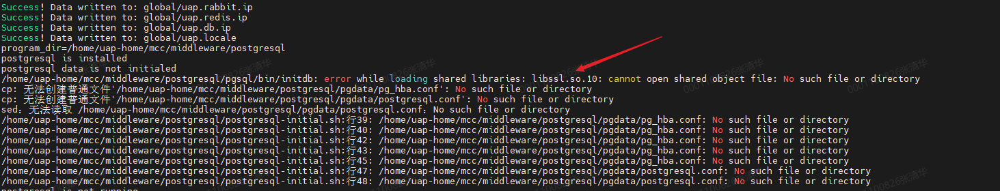 Success! Data written to: global/uap.rabbit.ip
Success! Data written to: global/uap.redis.ip
Success! Data written to: global/uap.db.ip
Success! Data written to: global/uap.locale
program_dir=/home/uap-home/mcc/middleware/postgresql
postgresql is installed
postgresql data is not initialed
/home/uap-home/mcc/middleware/postgresql/pgsql/bin/initdb: error while loading shared libraries: libssl.so.10: cannot open shared object file: No such file or directory
cp: 无法创建普通文件'/home/uap-home/mcc/middleware/postgresql/pgdata/pg_hba.conf': No such file or directory
cp: 无法创建普通文件'/home/uap-home/mcc/middleware/postgresql/pgdata/postgresql.conf': No such file or directory
sed：无法读取 /home/uap-home/mcc/middleware/postgresql/pgdata/postgresql.conf：No such file or directory
/home/uap-home/mcc/middleware/postgresql/postgresql-initial.sh:行39: /home/uap-home/mcc/middleware/postgresql/pgdata/pg_hba.conf: No such file or directory
/home/uap-home/mcc/middleware/postgresql/postgresql-initial.sh:行40: /home/uap-home/mcc/middleware/postgresql/pgdata/pg_hba.conf: No such file or directory
/home/uap-home/mcc/middleware/postgresql/postgresql-initial.sh:行42: /home/uap-home/mcc/middleware/postgresql/pgdata/pg_hba.conf: No such file or directory
/home/uap-home/mcc/middleware/postgresql/postgresql-initial.sh:行43: /home/uap-home/mcc/middleware/postgresql/pgdata/pg_hba.conf: No such file or directory
/home/uap-home/mcc/middleware/postgresql/postgresql-initial.sh:行45: /home/uap-home/mcc/middleware/postgresql/pgdata/pg_hba.conf: No such file or directory
/home/uap-home/mcc/middleware/postgresql/postgresql-initial.sh:行47: /home/uap-home/mcc/middleware/postgresql/pgdata/postgresql.conf: No such file or directory
/home/uap-home/mcc/middleware/postgresql/postgresql-initial.sh:行48: /home/uap-home/mcc/middleware/postgresql/pgdata/postgresql.conf: No such file or directory
postgresql is not running